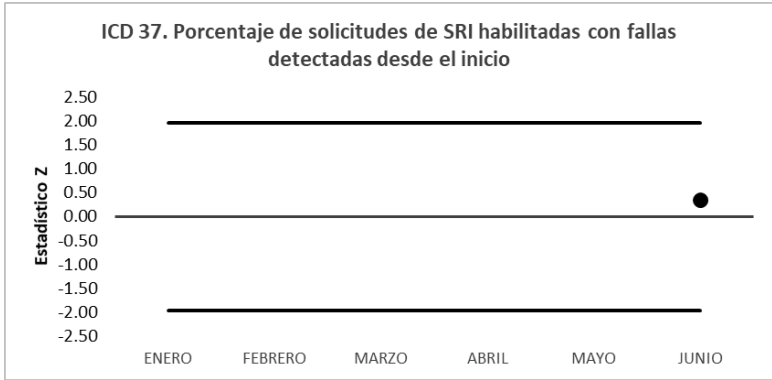 ICD 37. Porcentaje de solicitudes de SRI habilitadas con fallas
detectadas desde el inicio
Estadístico Z
2.50
2.00
1.50
1.00
0.50
0.00
-0.50
-1.00
-1.50
-2.00
-2.50
ENERO FEBRERO MARZO ABRIL MAYO JUNIO